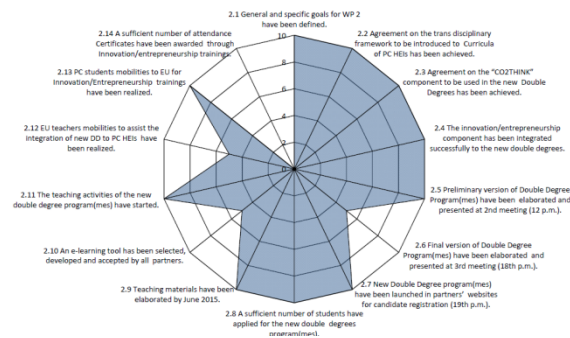 2.1 General and specific goals for WP 2
have been defined.
2.2 Agreement on the trans disciplinary
framework to be introduced to Curricula
of PC HEIs has been achieved.
2.3 Agreement on the "CO2THINK"
component to be used in the new Double
Degrees has been achieved.
2.4 The innovation/entrepreneurship
component has been integrated
successfully to the new double degrees.
2.5 Preliminary version of Double Degree
Program(mes) have been elaborated and
presented at 2nd meeting (12 p.m.).
2.6 Final version of Double Degree
Program(mes) have been elaborated and
presented at 3rd meeting (18th p.m.).
2.7 New Double Degree program(mes)
have been launched in partners' websites
for candidate registration (19th p.m.).
2.8 A sufficient number of students have
applied for the new double degrees
program(mes).
2.9 Teaching materials have been
elaborated by June 2015.
2.10 An e-learning tool has been selected,
developed and accepted by all partners.
2.11 The teaching activities of the new
double degree program(mes) have started.
2.12 EU teachers mobilities to assist the
integration of new DD to PC HEIs have
been realized.
2.13 PC students mobilities to EU for
Innovation/Entrepreneurship trainings
have been realized.
2.14 A sufficient number of attendance
Certificates have been awarded through
Innovation/entrepreneurship trainings.
10
8
6
4
2
0